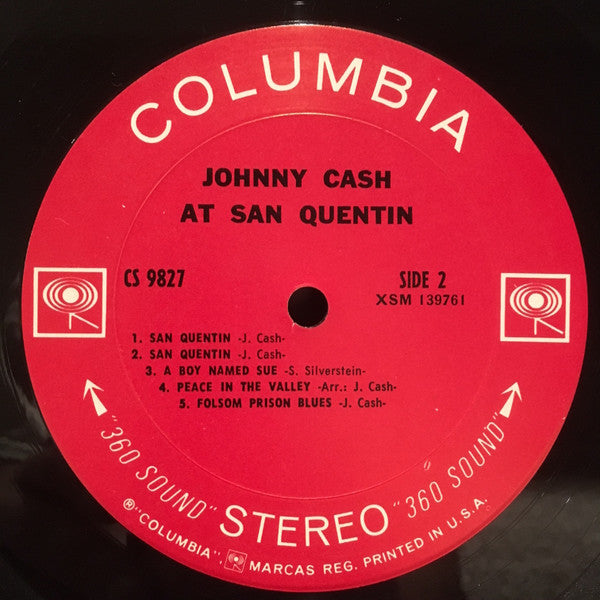 COLUMBIA
JOHNNY CASH
AT SAN QUENTIN
CS 9827
SIDE 2
XSM 139761
1. SAN QUENTIN -J. Cash-
2. SAN QUENTIN -J. Cash-
3. A BOY NAMED SUE -S. Silverstein-
4. PEACE IN THE VALLEY -Arr.: J. Cash-
5. FOLSOM PRISON BLUES -J. Cash-
"360 SOUND" STEREO "360 SOUND"
®"COLUMBIA", MARCAS REG. PRINTED IN U.S.A.